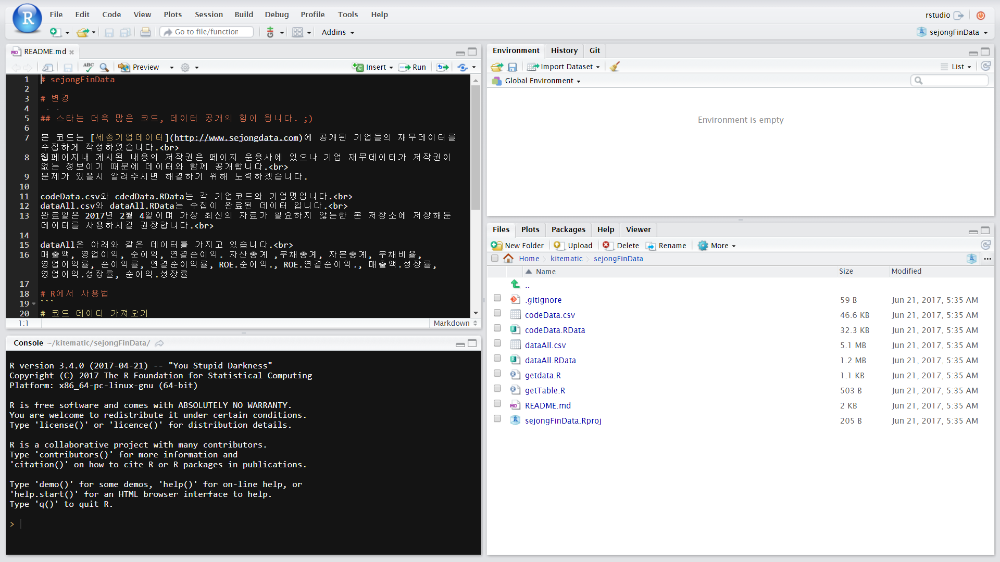 R
File Edit Code View Plots Session Build Debug Profile Tools Help
rstudio
Go to file/function
Addins
sejongFinData
README.md
ABC
Preview
Insert
Run
1 # sejongFinData
2
3 # 변경
4
5 ## 스타는 더욱 많은 코드, 데이터 공개의 힘이 됩니다. ;)
6
7 본 코드는 [세종기업데이터](http://www.sejongdata.com)에 공개된 기업들의 재무데이터를
수집하게 작성하였습니다.<br>
8 웹페이지내 게시된 내용의 저작권은 페이지 운용사에 있으나 기업 재무데이터가 저작권이
없는 정보이기 때문에 데이터와 함께 공개합니다.<br>
9 문제가 있을시 알려주시면 해결하기 위해 노력하겠습니다.
10
11 codeData.csv와 cdedData.RData는 각 기업코드와 기업명입니다.<br>
12 dataAll.csv와 dataAll.RData는 수집이 완료된 데이터 입니다.<br>
13 완료일은 2017년 2월 4일이며 가장 최신의 자료가 필요하지 않는한 본 저장소에 저장해둔
데이터를 사용하시길 권장합니다.<br>
14
15 dataAll은 아래와 같은 데이터를 가지고 있습니다.<br>
16 매출액, 영업이익, 순이익, 연결순이익. 자산총계 ,부채총계, 자본총계, 부채비율,
영업이익률, 순이익률, 연결순이익률, ROE.순이익., ROE.연결순이익., 매출액.성장률,
영업이익.성장률, 순이익.성장률
17
18 # R에서 사용법
19 ```
20 # 코드 데이터 가져오기
1:1
Markdown
Console ~/kitematic/sejongFinData/
R version 3.4.0 (2017-04-21) -- "You Stupid Darkness"
Copyright (C) 2017 The R Foundation for Statistical Computing
Platform: x86_64-pc-linux-gnu (64-bit)
R is free software and comes with ABSOLUTELY NO WARRANTY.
You are welcome to redistribute it under certain conditions.
Type 'license()' or 'licence()' for distribution details.
R is a collaborative project with many contributors.
Type 'contributors()' for more information and
'citation()' on how to cite R or R packages in publications.
Type 'demo()' for some demos, 'help()' for on-line help, or
'help.start()' for an HTML browser interface to help.
Type 'q()' to quit R.
>
Environment History Git
Import Dataset
List
Global Environment
Environment is empty
Files Plots Packages Help Viewer
New Folder Upload Delete Rename More
Home kitematic sejongFinData
Name Size Modified
..
.gitignore 59 B Jun 21, 2017, 5:35 AM
codeData.csv 46.6 KB Jun 21, 2017, 5:35 AM
codeData.RData 32.3 KB Jun 21, 2017, 5:35 AM
dataAll.csv 5.1 MB Jun 21, 2017, 5:35 AM
dataAll.RData 1.2 MB Jun 21, 2017, 5:35 AM
getdata.R 1.1 KB Jun 21, 2017, 5:35 AM
getTable.R 503 B Jun 21, 2017, 5:35 AM
README.md 2 KB Jun 21, 2017, 5:35 AM
sejongFinData.Rproj 205 B Jun 21, 2017, 5:35 AM